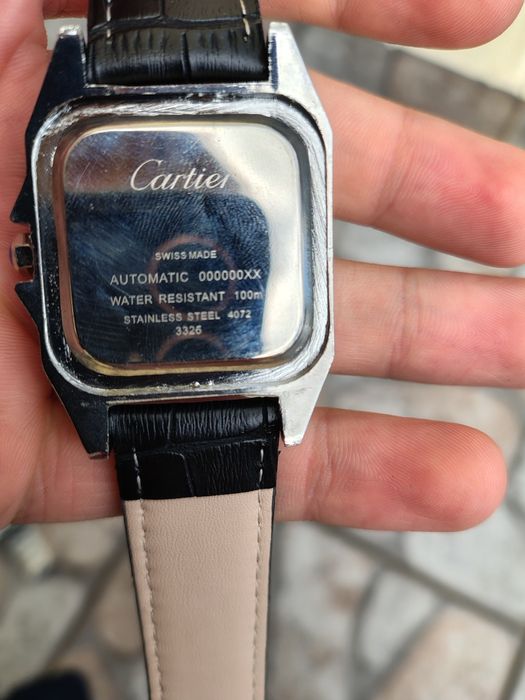 Cartier
SWISS MADE
AUTOMATIC 000000XX
WATER RESISTANT 100m
STAINLESS STEEL 4072
3326